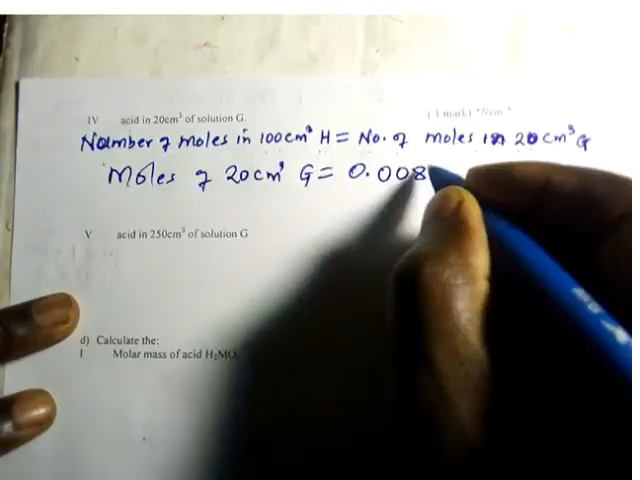 IV acid in 20cm³ of solution G. (1 mark)
Number of moles in 100cm³ H = No. of moles in 20cm³ G
Moles of 20cm³ G = 0.008
V acid in 250cm³ of solution G
d) Calculate the:
I Molar mass of acid H₂MO